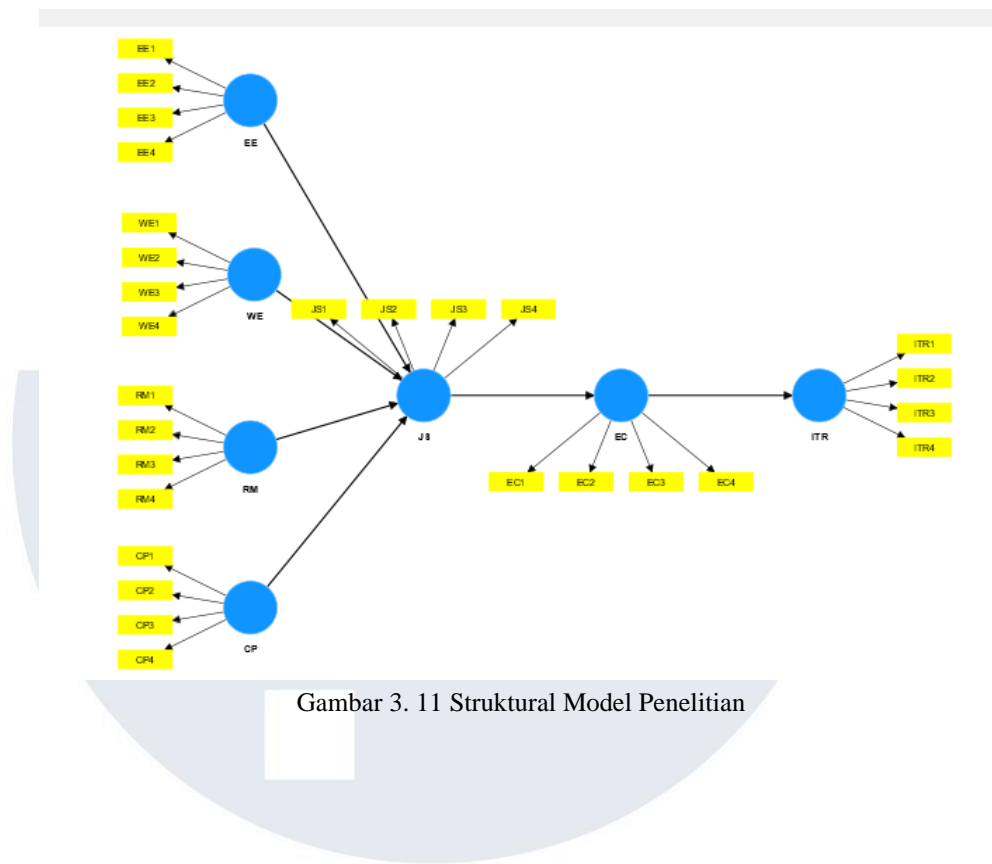 EE1
EE2
EE3
EE4
EE
WE1
WE2
WE3
WE4
WE
JS1
JS2
JS3
JS4
JS
RM1
RM2
RM3
RM4
RM
CP1
CP2
CP3
CP4
CP
EC
EC1
EC2
EC3
EC4
ITR1
ITR2
ITR3
ITR4
ITR
Gambar 3. 11 Struktural Model Penelitian